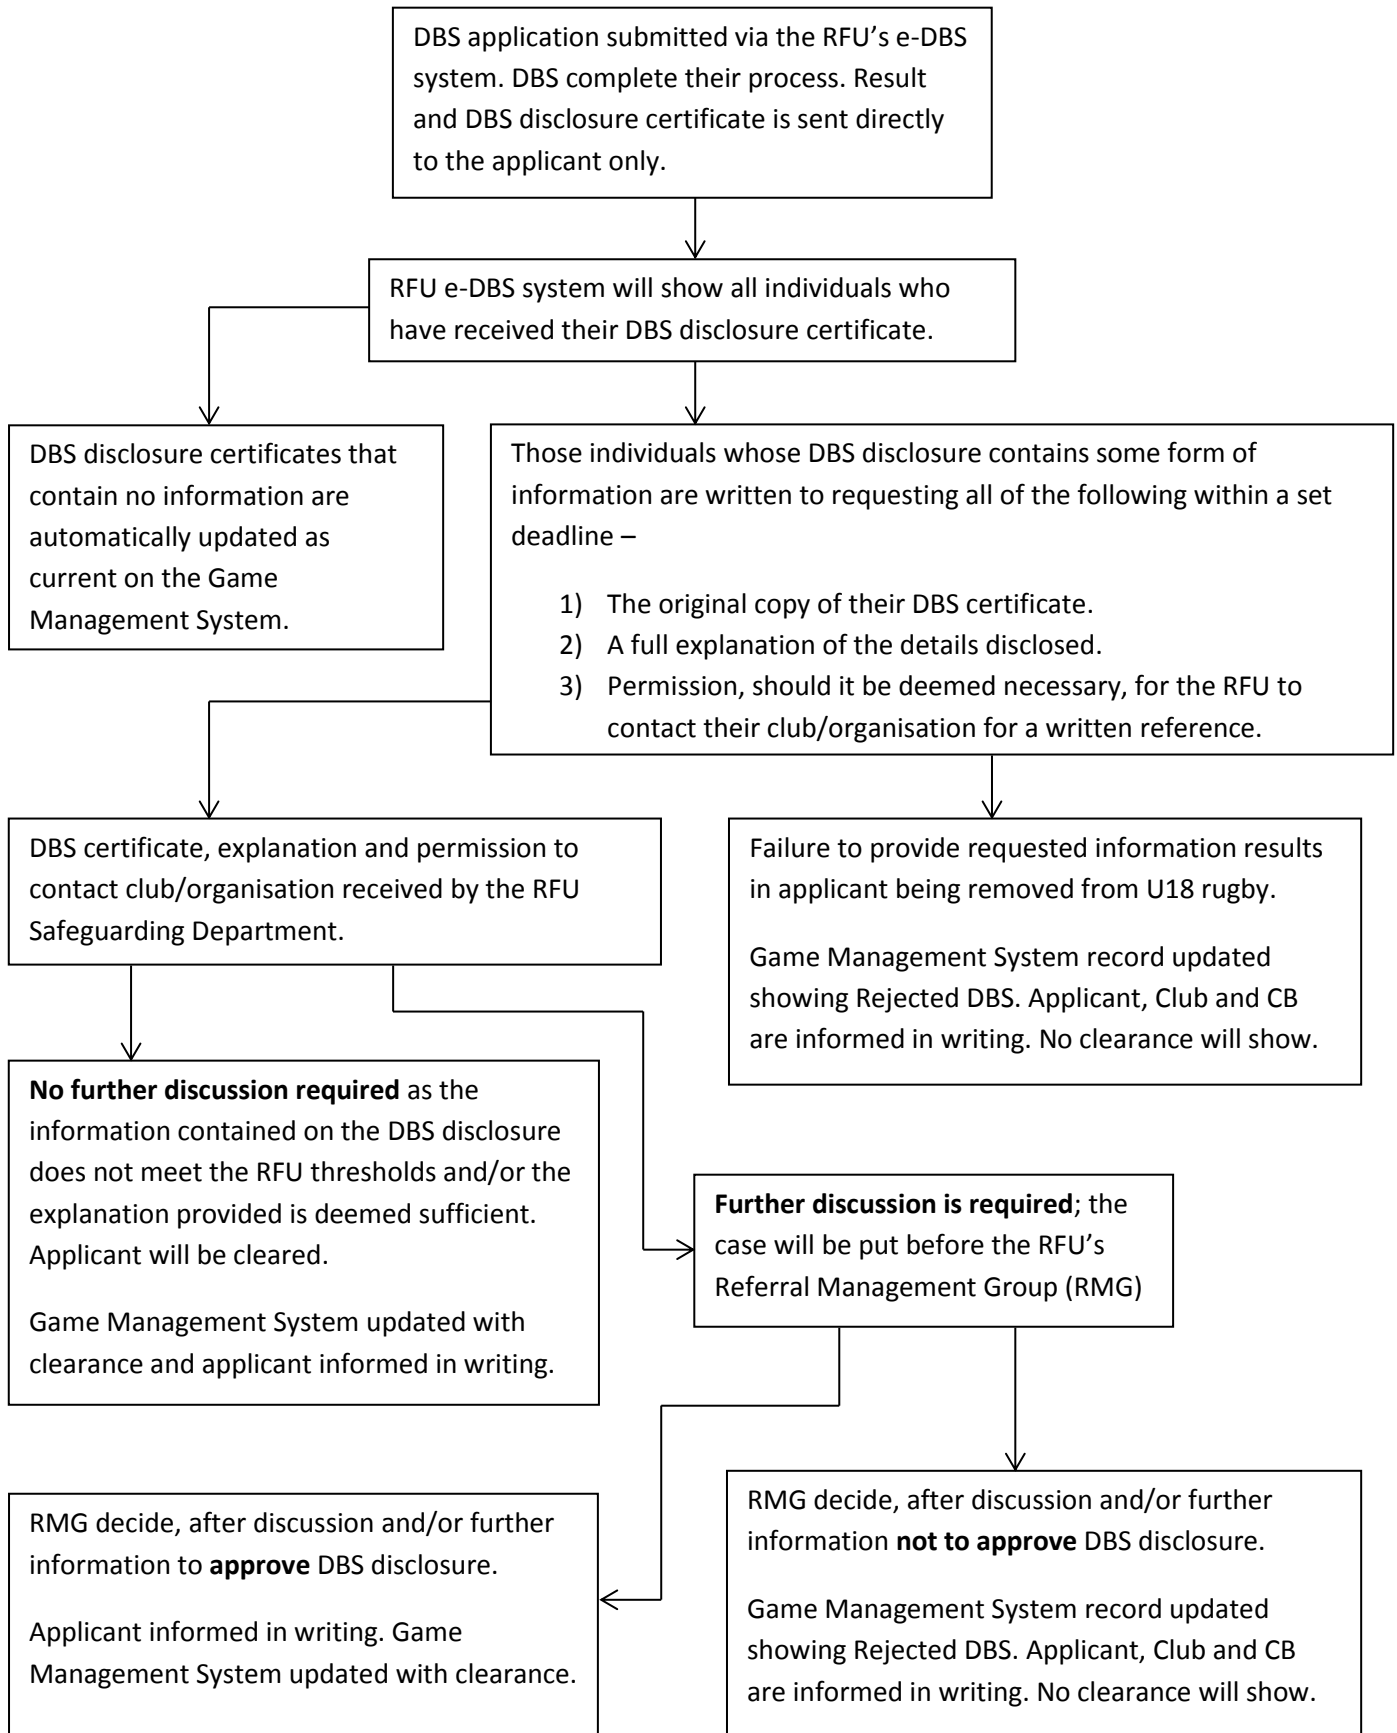 DBS application submitted via the RFU’s e-DBS
system. DBS complete their process. Result
and DBS disclosure certificate is sent directly
to the applicant only.
RFU e-DBS system will show all individuals who
have received their DBS disclosure certificate.
DBS disclosure certificates that
contain no information are
automatically updated as
current on the Game
Management System.
Those individuals whose DBS disclosure contains some form of
information are written to requesting all of the following within a set
deadline –
1) The original copy of their DBS certificate.
2) A full explanation of the details disclosed.
3) Permission, should it be deemed necessary, for the RFU to
contact their club/organisation for a written reference.
DBS certificate, explanation and permission to
contact club/organisation received by the RFU
Safeguarding Department.
Failure to provide requested information results
in applicant being removed from U18 rugby.
Game Management System record updated
showing Rejected DBS. Applicant, Club and CB
are informed in writing. No clearance will show.
No further discussion required as the
information contained on the DBS disclosure
does not meet the RFU thresholds and/or the
explanation provided is deemed sufficient.
Applicant will be cleared.
Game Management System updated with
clearance and applicant informed in writing.
Further discussion is required; the
case will be put before the RFU’s
Referral Management Group (RMG)
RMG decide, after discussion and/or further
information to approve DBS disclosure.
Applicant informed in writing. Game
Management System updated with clearance.
RMG decide, after discussion and/or further
information not to approve DBS disclosure.
Game Management System record updated
showing Rejected DBS. Applicant, Club and CB
are informed in writing. No clearance will show.